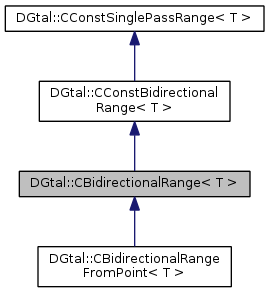 DGtal::CConstSinglePassRange< T >
DGtal::CConstBidirectional
Range< T >
DGtal::CBidirectionalRange< T >
DGtal::CBidirectionalRange
FromPoint< T >